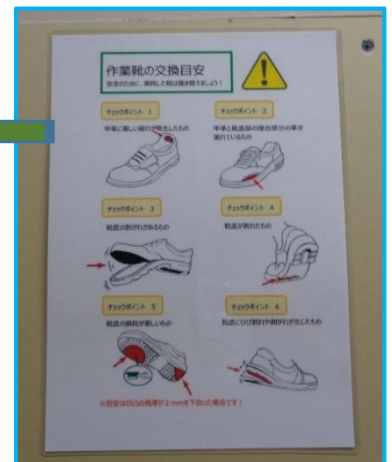 作業靴の交換目安
安全のために、損耗した靴は履き替えましょう！
チェックポイント 1
甲革に著しい破れが発生したもの
チェックポイント 2
甲革と靴底部の接合部分の革が
破れているもの
チェックポイント 3
靴底の剥がれがあるもの
チェックポイント 4
靴底が割れたもの
チェックポイント 5
靴底の損耗が著しいもの
チェックポイント 6
靴底にひび割れや剥がれが生じたもの
※目安は凹凸の残厚が2mmを下回った場合です！